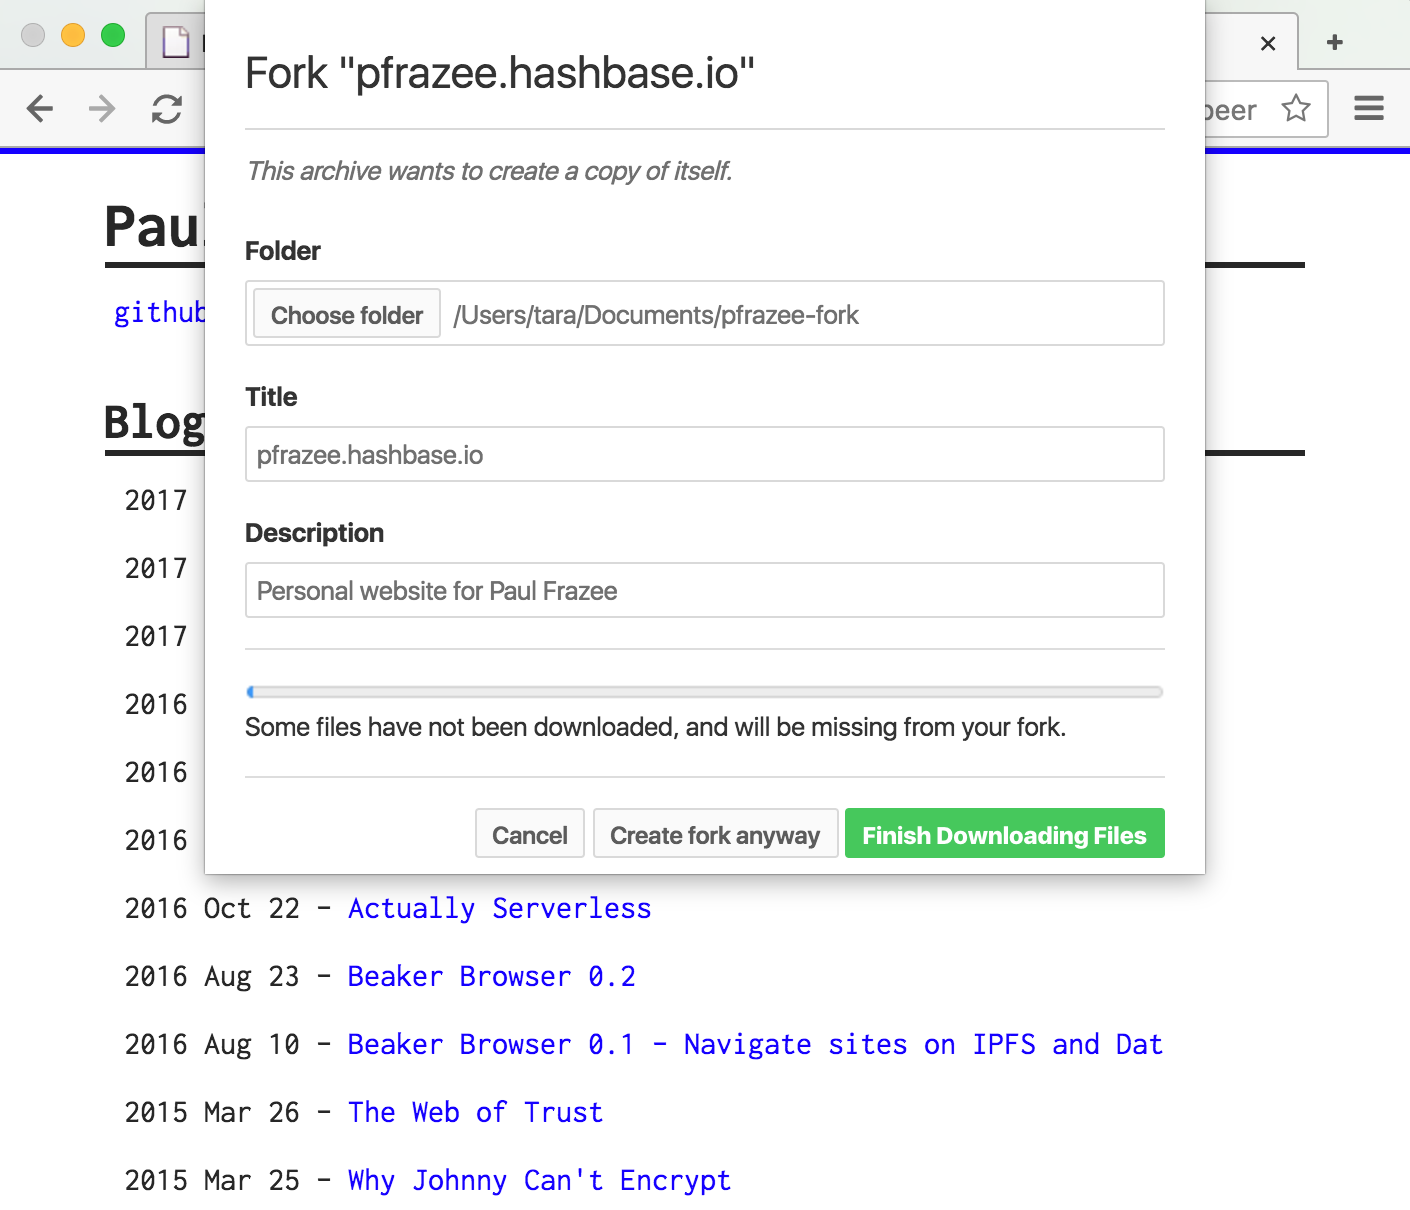 Fork "pfrazee.hashbase.io"
This archive wants to create a copy of itself.
Folder
Choose folder /Users/tara/Documents/pfrazee-fork
Title
pfrazee.hashbase.io
Description
Personal website for Paul Frazee
Some files have not been downloaded, and will be missing from your fork.
Cancel Create fork anyway Finish Downloading Files
github
Blog
2017
2017
2017
2016
2016
2016
2016 Oct 22 - Actually Serverless
2016 Aug 23 - Beaker Browser 0.2
2016 Aug 10 - Beaker Browser 0.1 - Navigate sites on IPFS and Dat
2015 Mar 26 - The Web of Trust
2015 Mar 25 - Why Johnny Can't Encrypt